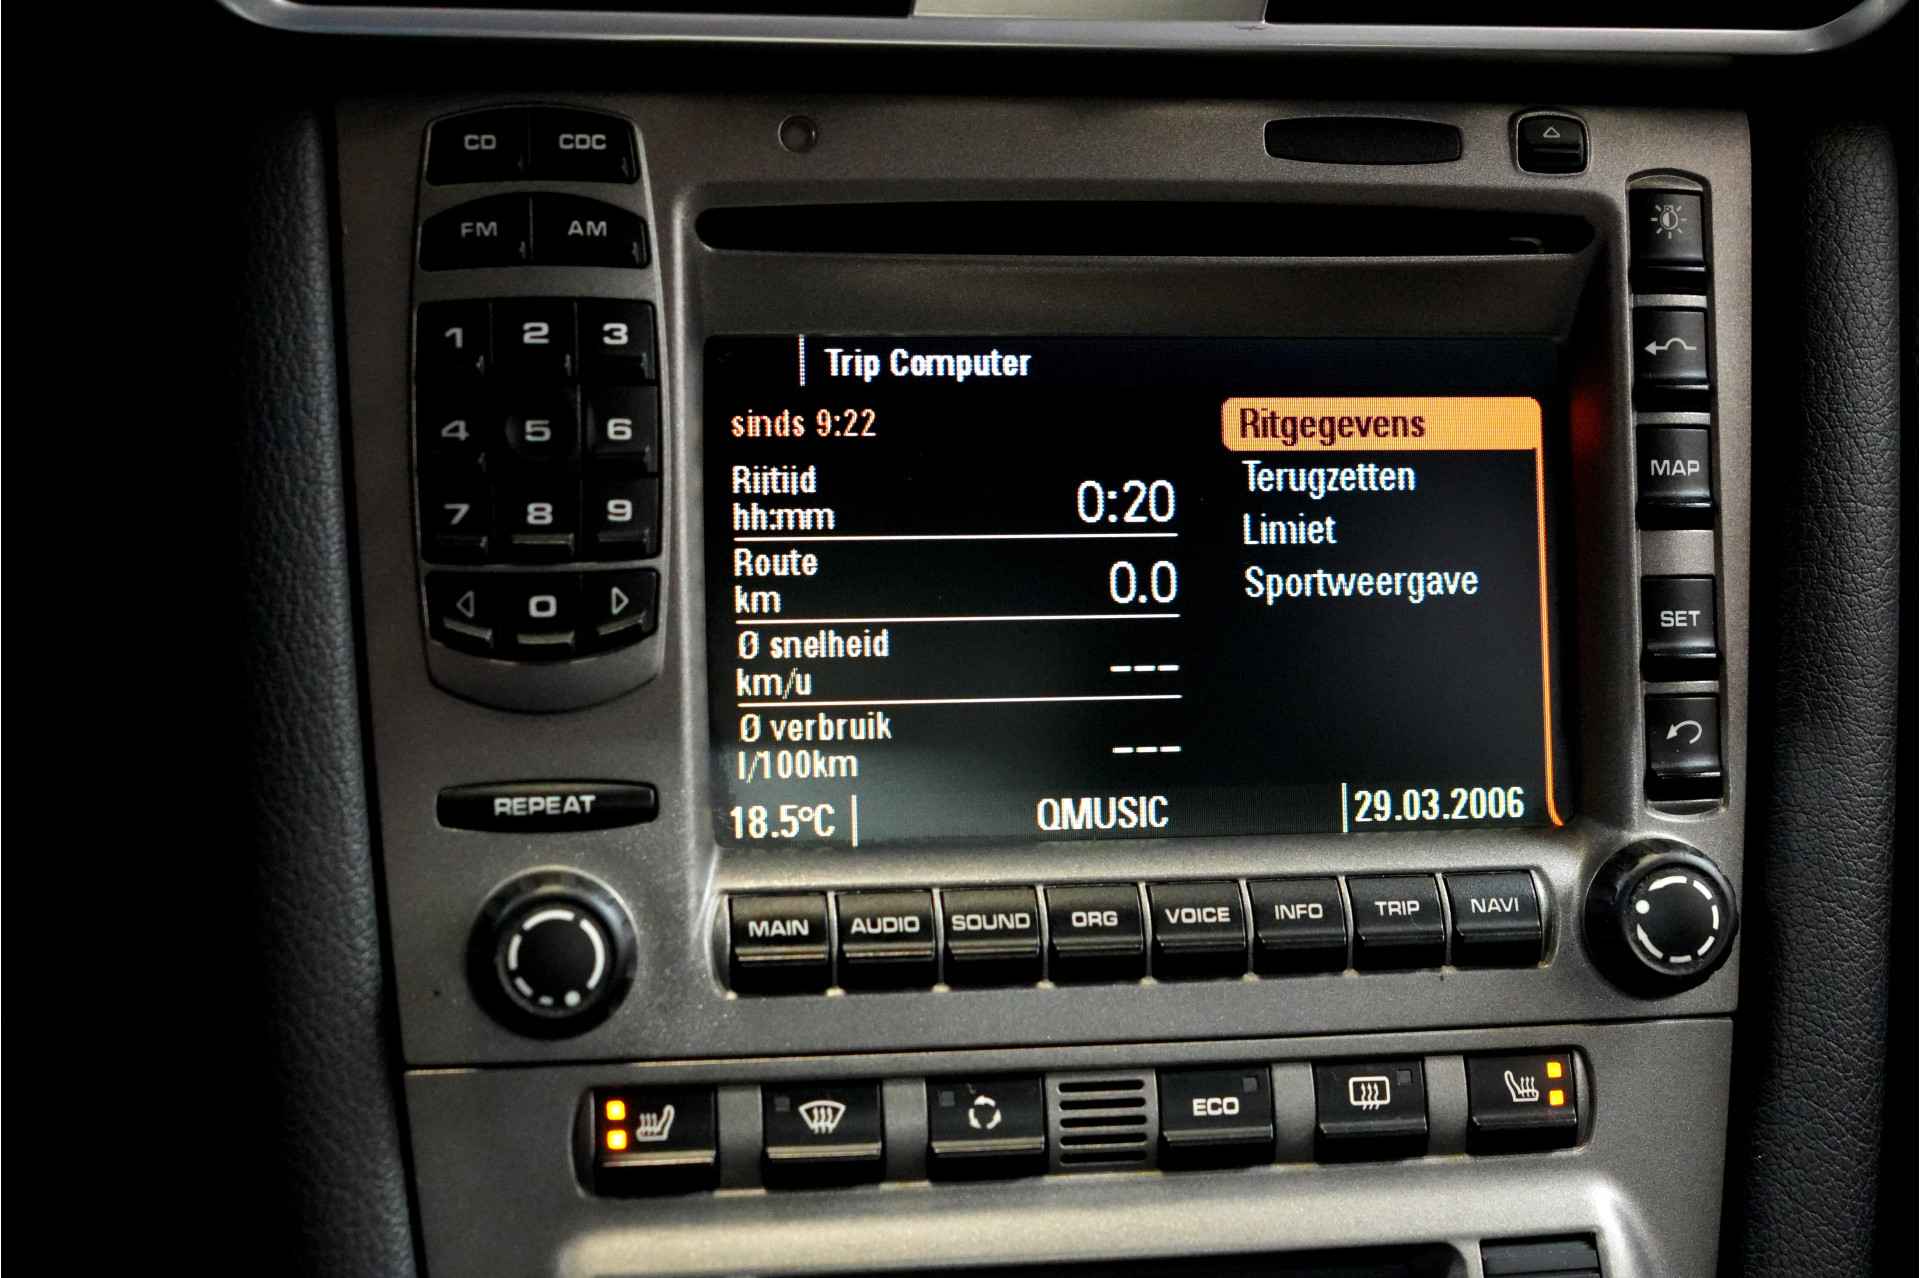 CD CDC
FM AM
1 2 3
4 5 6
7 8 9
0
REPEAT
Trip Computer
sinds 9:22
Rijtijd
hh:mm 0:20
Route
km 0.0
Ø snelheid
km/u ---
Ø verbruik
l/100km ---
Ritgegevens
Terugzetten
Limiet
Sportweergave
18.5°C QMUSIC 29.03.2006
MAP
SET
MAIN AUDIO SOUND ORG VOICE INFO TRIP NAVI
ECO